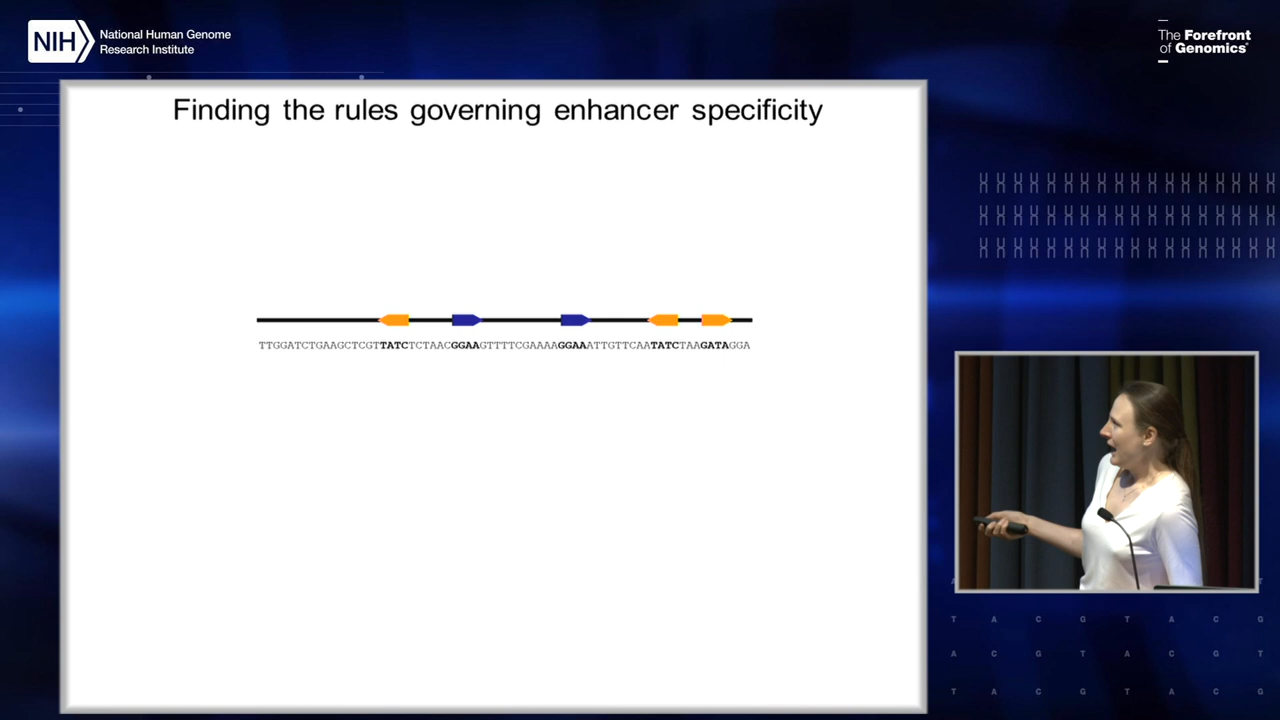 NIH
National Human Genome
Research Institute
The Forefront
of Genomics®
Finding the rules governing enhancer specificity
TTGGATCTGAAGCTCGTTATCTCTAACGGAAGTTTTCGAAAAGGAAATTGTTCAATATCTAAGATAGGA
T A C G T A C G
A C G T A C G T
T A C G T A C G